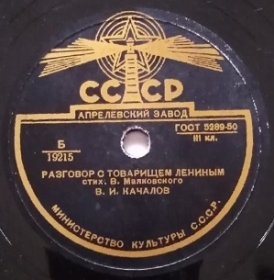 СССР
АПРЕЛЕВСКИЙ ЗАВОД
ГОСТ 5289-50
III кл.
Б
19215
РАЗГОВОР С ТОВАРИЩЕМ ЛЕНИНЫМ
стих. В. Маяковского
В. И. КАЧАЛОВ
МИНИСТЕРСТВО КУЛЬТУРЫ С.С.С.Р.